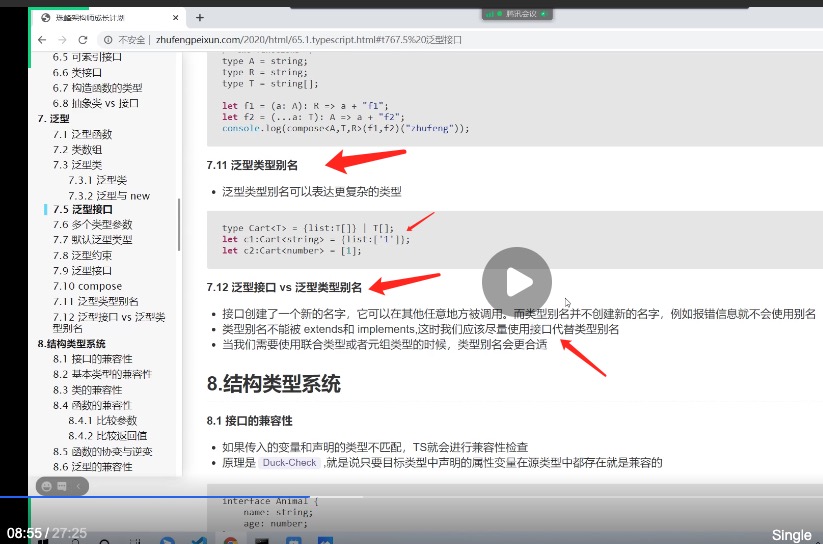 珠峰架构师成长计划
腾讯会议
不安全 | zhufengpeixun.com/2020/html/65.1.typescript.html#t767.5%20泛型接口
6.5 可索引接口
6.6 类接口
6.7 构造函数的类型
6.8 抽象类 vs 接口
7. 泛型
7.1 泛型函数
7.2 类数组
7.3 泛型类
7.3.1 泛型类
7.3.2 泛型与 new
7.5 泛型接口
7.6 多个类型参数
7.7 默认泛型类型
7.8 泛型约束
7.9 泛型接口
7.10 compose
7.11 泛型类型别名
7.12 泛型接口 vs 泛型类
型别名
8.结构类型系统
8.1 接口的兼容性
8.2 基本类型的兼容性
8.3 类的兼容性
8.4 函数的兼容性
8.4.1 比较参数
8.4.2 比较返回值
8.5 函数的协变与逆变
8.6 泛型的兼容性
type A = string;
type R = string;
type T = string[];
let f1 = (a: A): R => a + "f1";
let f2 = (...a: T): A => a + "f2";
console.log(compose<A,T,R>(f1,f2)("zhufeng"));
7.11 泛型类型别名
泛型类型别名可以表达更复杂的类型
type Cart<T> = {list:T[]} | T[];
let c1:Cart<string> = {list:['1']};
let c2:Cart<number> = [1];
7.12 泛型接口 vs 泛型类型别名
接口创建了一个新的名字，它可以在其他任意地方被调用。而类型别名并不创建新的名字，例如报错信息就不会使用别名
类型别名不能被 extends和 implements,这时我们应该尽量使用接口代替类型别名
当我们需要使用联合类型或者元组类型的时候，类型别名会更合适
8.结构类型系统
8.1 接口的兼容性
如果传入的变量和声明的类型不匹配，TS就会进行兼容性检查
原理是 Duck-Check ,就是说只要目标类型中声明的属性变量在源类型中都存在就是兼容的
interface Animal {
name: string;
age: number;
08:55 / 27:25
Single